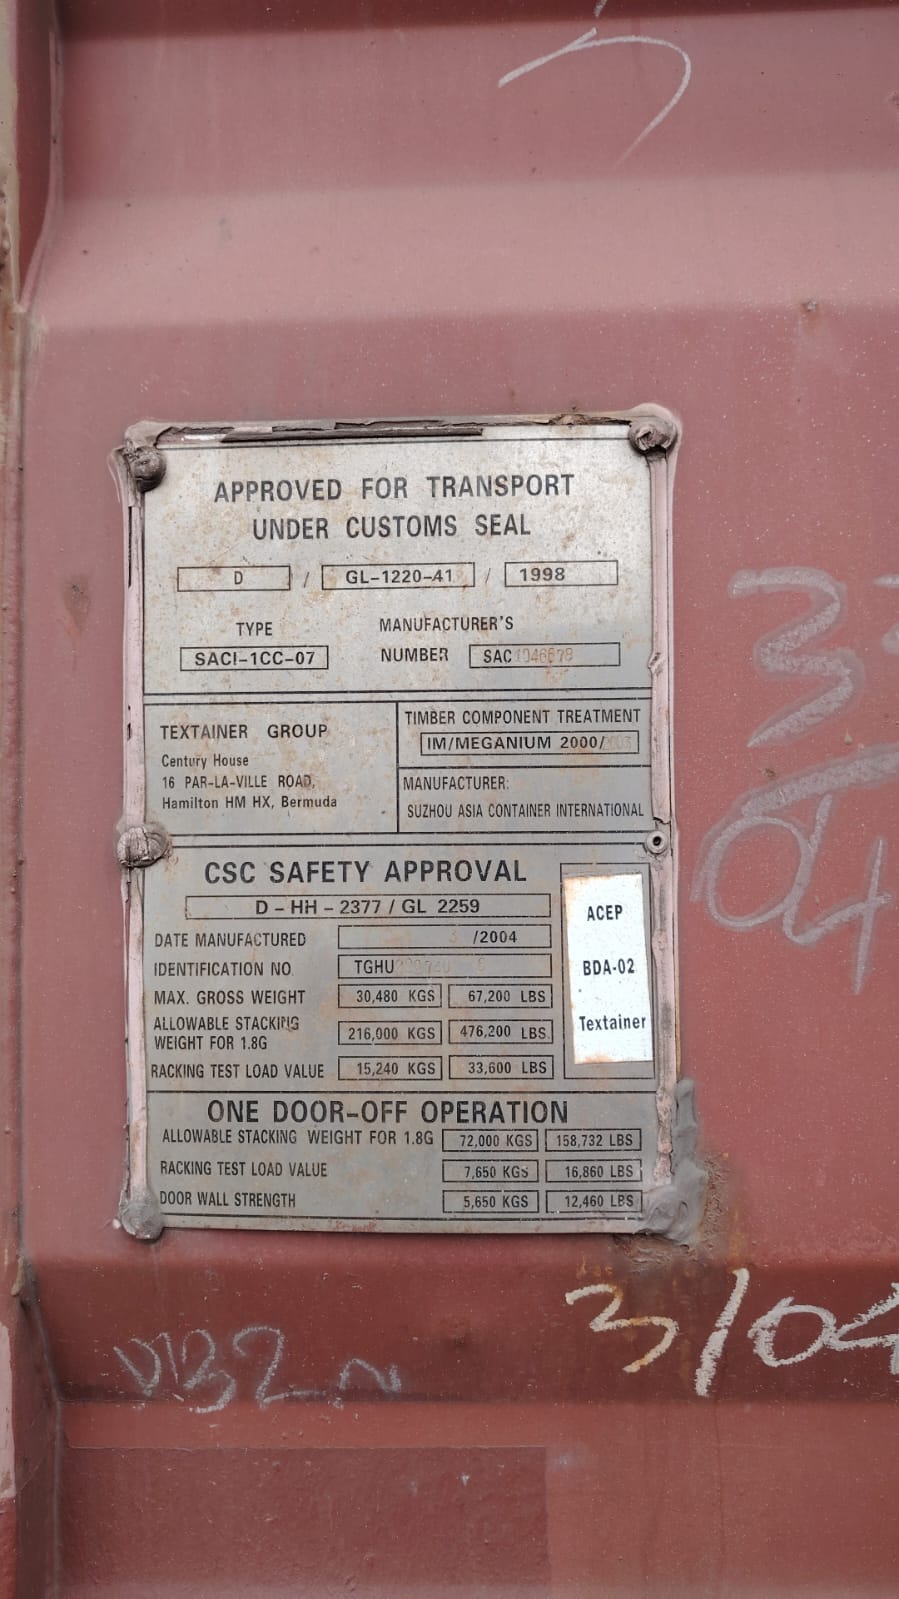 APPROVED FOR TRANSPORT
UNDER CUSTOMS SEAL
D / GL-1220-41 / 1998
TYPE
MANUFACTURER'S
SACI-1CC-07
NUMBER SAC
TEXTAINER GROUP
Century House
16 PAR-LA-VILLE ROAD,
Hamilton HM HX, Bermuda
TIMBER COMPONENT TREATMENT
IM/MEGANIUM 2000/
MANUFACTURER:
SUZHOU ASIA CONTAINER INTERNATIONAL
CSC SAFETY APPROVAL
D - HH - 2377 / GL 2259
DATE MANUFACTURED 3 /2004
IDENTIFICATION NO. TGHU
MAX. GROSS WEIGHT 30,480 KGS 67,200 LBS
ALLOWABLE STACKING
WEIGHT FOR 1.8G 216,000 KGS 476,200 LBS.
RACKING TEST LOAD VALUE 15,240 KGS 33,600 LBS
ACEP
BDA-02
Textainer
ONE DOOR-OFF OPERATION
ALLOWABLE STACKING WEIGHT FOR 1.8G 72,000 KGS 158,732 LBS
RACKING TEST LOAD VALUE 7,650 KGS 16,860 LBS
DOOR WALL STRENGTH 5,650 KGS 12,460 LBS
3/04